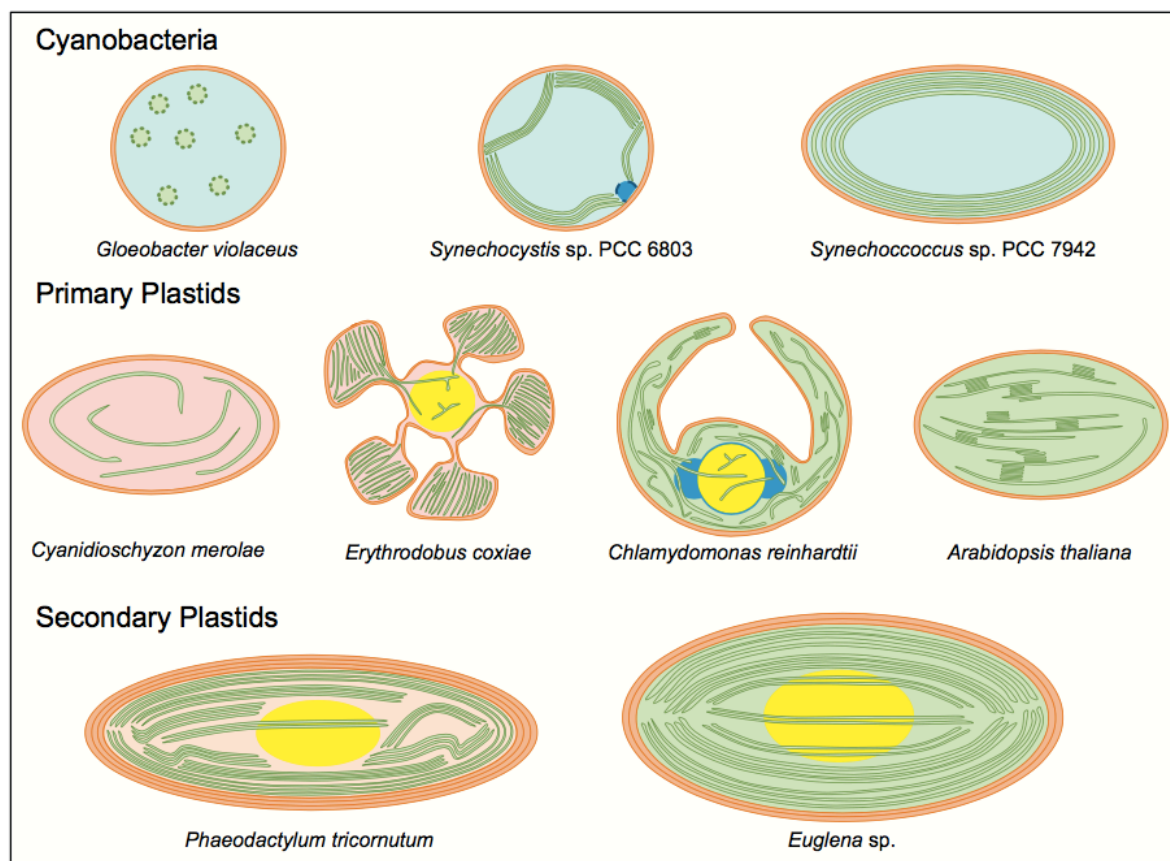 Cyanobacteria
Gloeobacter violaceus
Synechocystis sp. PCC 6803
Synechoccoccus sp. PCC 7942
Primary Plastids
Cyanidioschyzon merolae
Erythrodobus coxiae
Chlamydomonas reinhardtii
Arabidopsis thaliana
Secondary Plastids
Phaeodactylum tricornutum
Euglena sp.